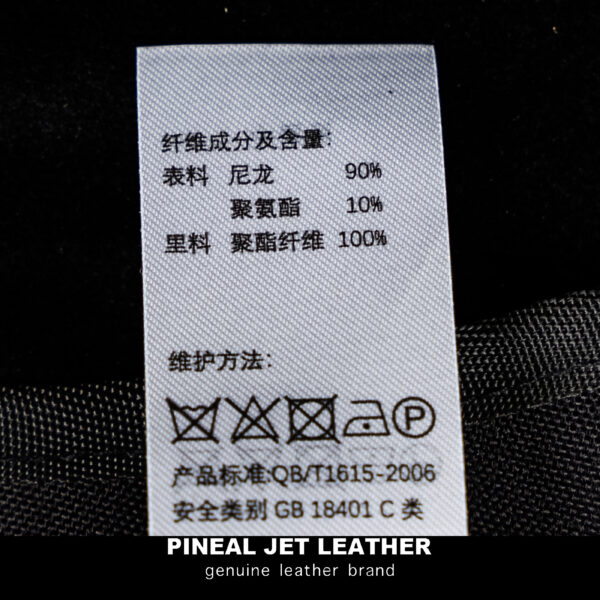 纤维成分及含量:
表料 尼龙 90%
聚氨酯 10%
里料 聚酯纤维 100%
维护方法:
P
产品标准:QB/T1615-2006
安全类别 GB 18401 C 类
PINEAL JET LEATHER
genuine leather brand